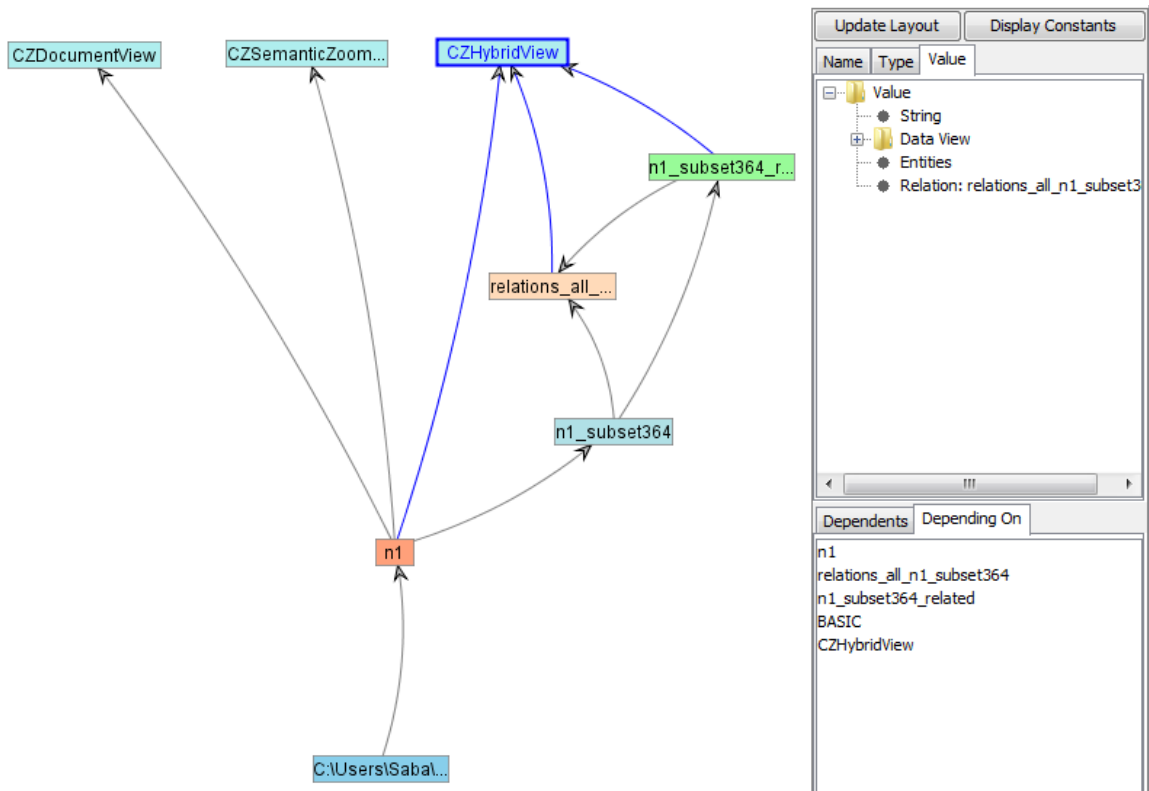 CZDocumentView
CZSemanticZoom...
CZHybridView
n1_subset364_r...
relations_all_...
n1_subset364
n1
C:\Users\Saba\...
Update Layout
Display Constants
Name
Type
Value
Value
String
Data View
Entities
Relation: relations_all_n1_subset3
Dependents
Depending On
n1
relations_all_n1_subset364
n1_subset364_related
BASIC
CZHybridView